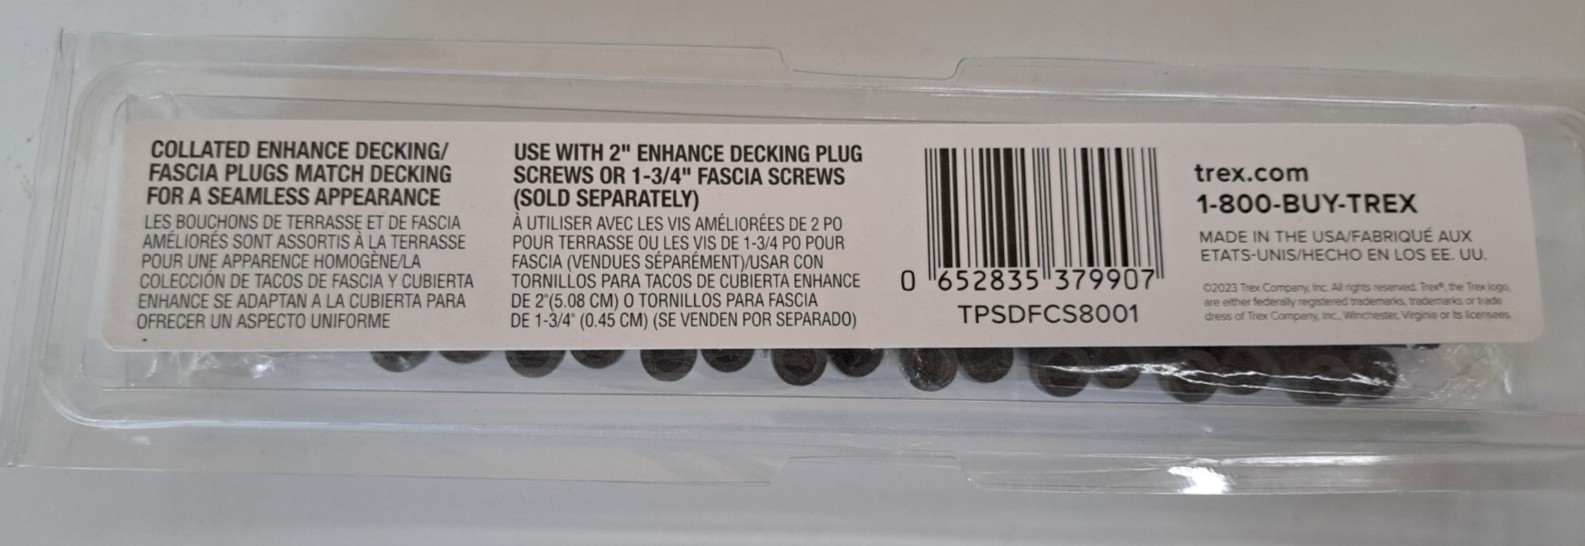 COLLATED ENHANCE DECKING/
FASCIA PLUGS MATCH DECKING
FOR A SEAMLESS APPEARANCE
LES BOUCHONS DE TERRASSE ET DE FASCIA
AMÉLIORÉS SONT ASSORTIS À LA TERRASSE
POUR UNE APPARENCE HOMOGÈNE/LA
COLECCIÓN DE TACOS DE FASCIA Y CUBIERTA
ENHANCE SE ADAPTAN A LA CUBIERTA PARA
OFRECER UN ASPECTO UNIFORME
USE WITH 2" ENHANCE DECKING PLUG
SCREWS OR 1-3/4" FASCIA SCREWS
(SOLD SEPARATELY)
À UTILISER AVEC LES VIS AMÉLIORÉES DE 2 PO
POUR TERRASSE OU LES VIS DE 1-3/4 PO POUR
FASCIA (VENDUES SÉPARÉMENT)/USAR CON
TORNILLOS PARA TACOS DE CUBIERTA ENHANCE
DE 2"(5.08 CM) O TORNILLOS PARA FASCIA
DE 1-3/4" (0.45 CM) (SE VENDEN POR SEPARADO)
0 652835 379907
TPSDFCS8001
trex.com
1-800-BUY-TREX
MADE IN THE USA/FABRIQUÉ AUX
ETATS-UNIS/HECHO EN LOS EE. UU.
©2023 Trex Company, Inc. All rights reserved. Trex®, the Trex logo,
are either federally registered trademarks, trademarks or trade
dress of Trex Company, Inc., Winchester, Virginia or its licensees.